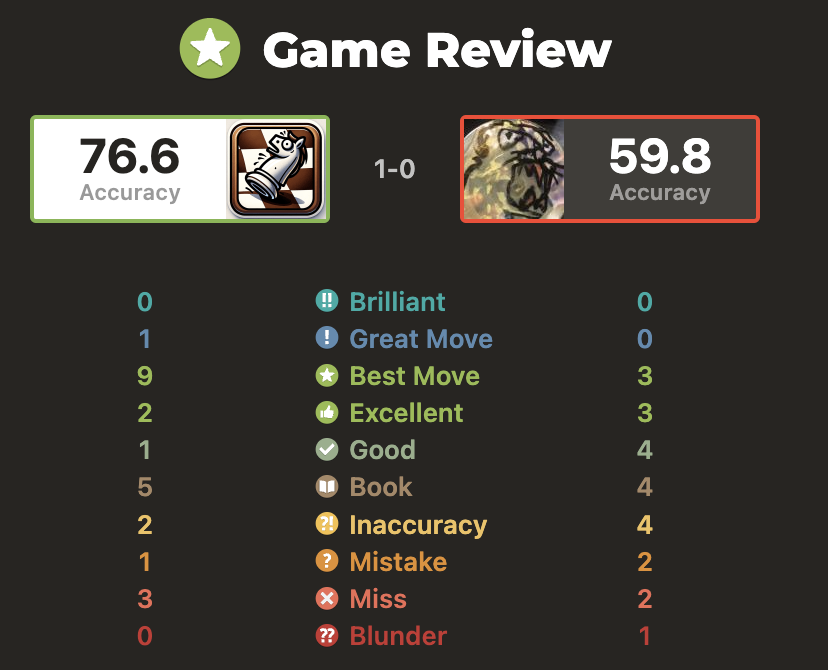 Game Review
76.6 1-0 59.8
Accuracy Accuracy
0 !! Brilliant 0
1 ! Great Move 0
9 Best Move 3
2 Excellent 3
1 Good 4
5 Book 4
2 ?! Inaccuracy 4
1 ? Mistake 2
3 Miss 2
0 ?? Blunder 1